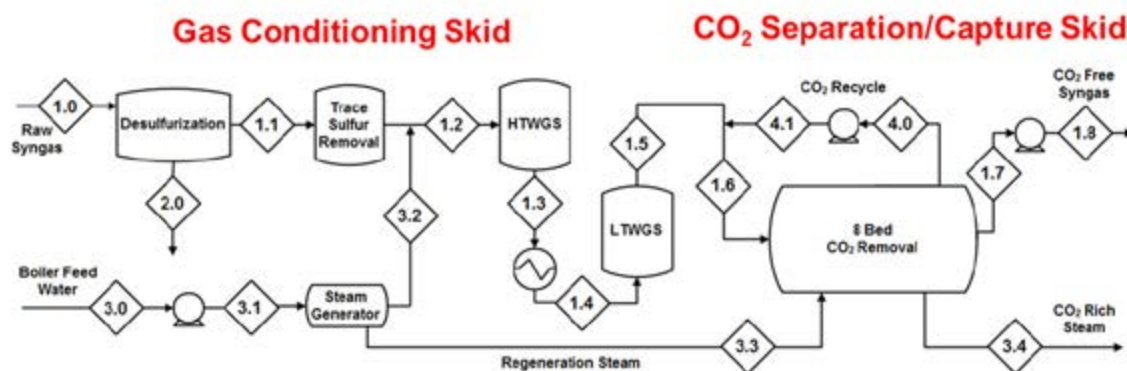 Gas Conditioning Skid
CO₂ Separation/Capture Skid
1.0
Raw
Syngas
Desulfurization
2.0
1.1
Trace
Sulfur
Removal
1.2
HTWGS
1.3
1.4
LTWGS
1.5
1.6
CO₂ Recycle
4.1
4.0
1.7
CO₂ Free
Syngas
1.8
8 Bed
CO₂ Removal
Boiler Feed
Water
3.0
3.1
Steam
Generator
3.2
Regeneration Steam
3.3
3.4
CO₂ Rich
Steam